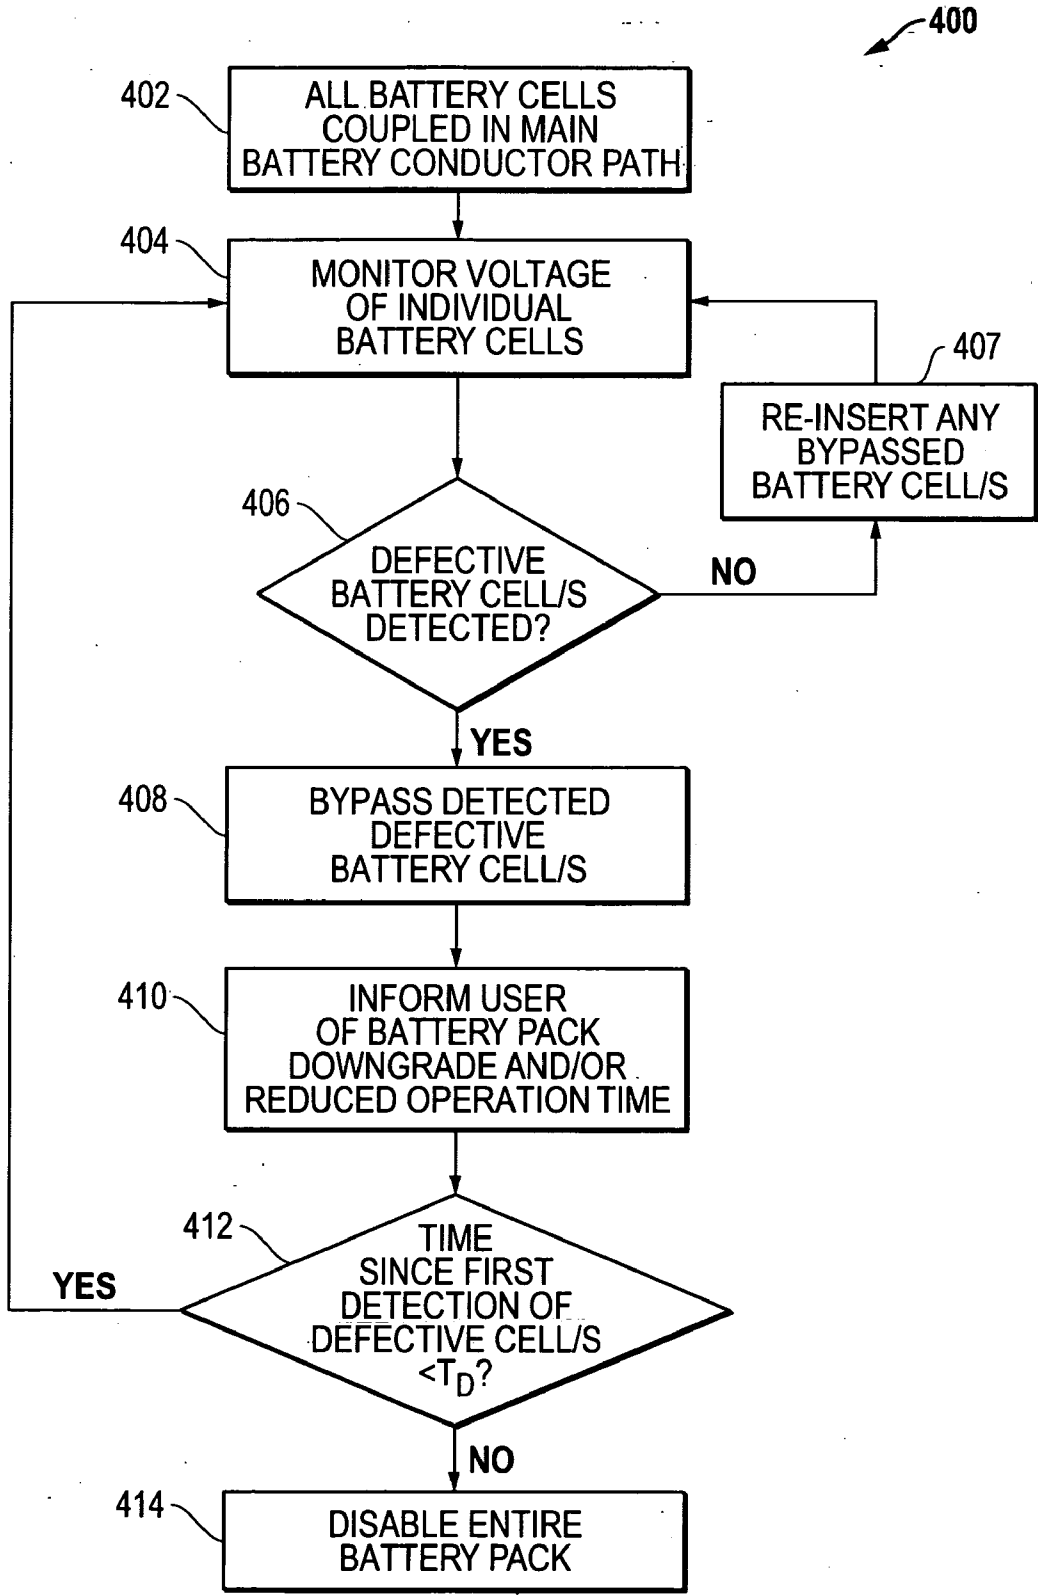 400
402
ALL BATTERY CELLS
COUPLED IN MAIN
BATTERY CONDUCTOR PATH
404
MONITOR VOLTAGE
OF INDIVIDUAL
BATTERY CELLS
407
RE-INSERT ANY
BYPASSED
BATTERY CELL/S
406
DEFECTIVE
BATTERY CELL/S
DETECTED?
NO
YES
408
BYPASS DETECTED
DEFECTIVE
BATTERY CELL/S
410
INFORM USER
OF BATTERY PACK
DOWNGRADE AND/OR
REDUCED OPERATION TIME
412
TIME
SINCE FIRST
DETECTION OF
DEFECTIVE CELL/S
<TD?
YES
NO
414
DISABLE ENTIRE
BATTERY PACK